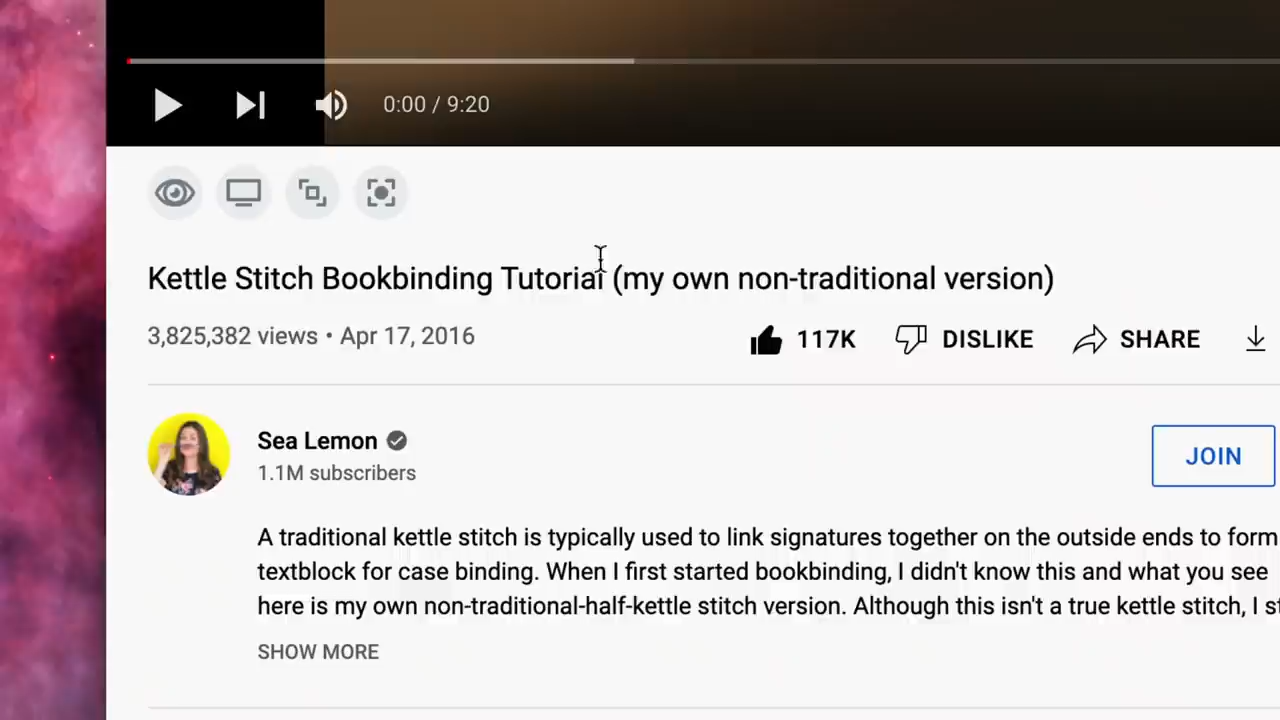 0:00 / 9:20
Kettle Stitch Bookbinding Tutorial (my own non-traditional version)
3,825,382 views • Apr 17, 2016
117K
DISLIKE
SHARE
Sea Lemon
1.1M subscribers
JOIN
A traditional kettle stitch is typically used to link signatures together on the outside ends to form
textblock for case binding. When I first started bookbinding, I didn't know this and what you see
here is my own non-traditional-half-kettle stitch version. Although this isn't a true kettle stitch, I
SHOW MORE